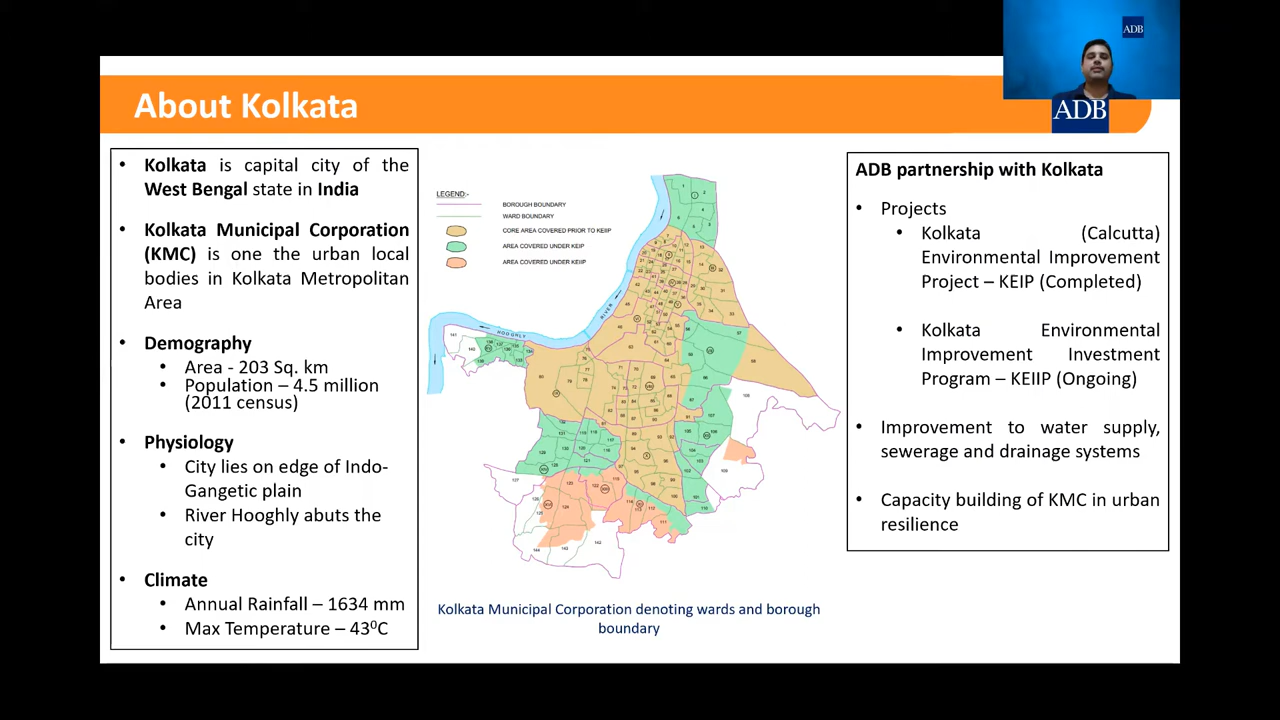 ADB
About Kolkata
ADB
• Kolkata is capital city of the
West Bengal state in India
• Kolkata Municipal Corporation
(KMC) is one the urban local
bodies in Kolkata Metropolitan
Area
• Demography
• Area - 203 Sq. km
• Population – 4.5 million
(2011 census)
• Physiology
• City lies on edge of Indo-
Gangetic plain
• River Hooghly abuts the
city
• Climate
• Annual Rainfall – 1634 mm
• Max Temperature – 43⁰C
LEGEND:-
BOROUGH BOUNDARY
WARD BOUNDARY
CORE AREA COVERED PRIOR TO KEIIP
AREA COVERED UNDER KEIP
AREA COVERED UNDER KEIIP
RIVER
HOOGHLY
Kolkata Municipal Corporation denoting wards and borough
boundary
ADB partnership with Kolkata
• Projects
• Kolkata (Calcutta)
Environmental Improvement
Project – KEIP (Completed)
• Kolkata Environmental
Improvement Investment
Program – KEIIP (Ongoing)
• Improvement to water supply,
sewerage and drainage systems
• Capacity building of KMC in urban
resilience